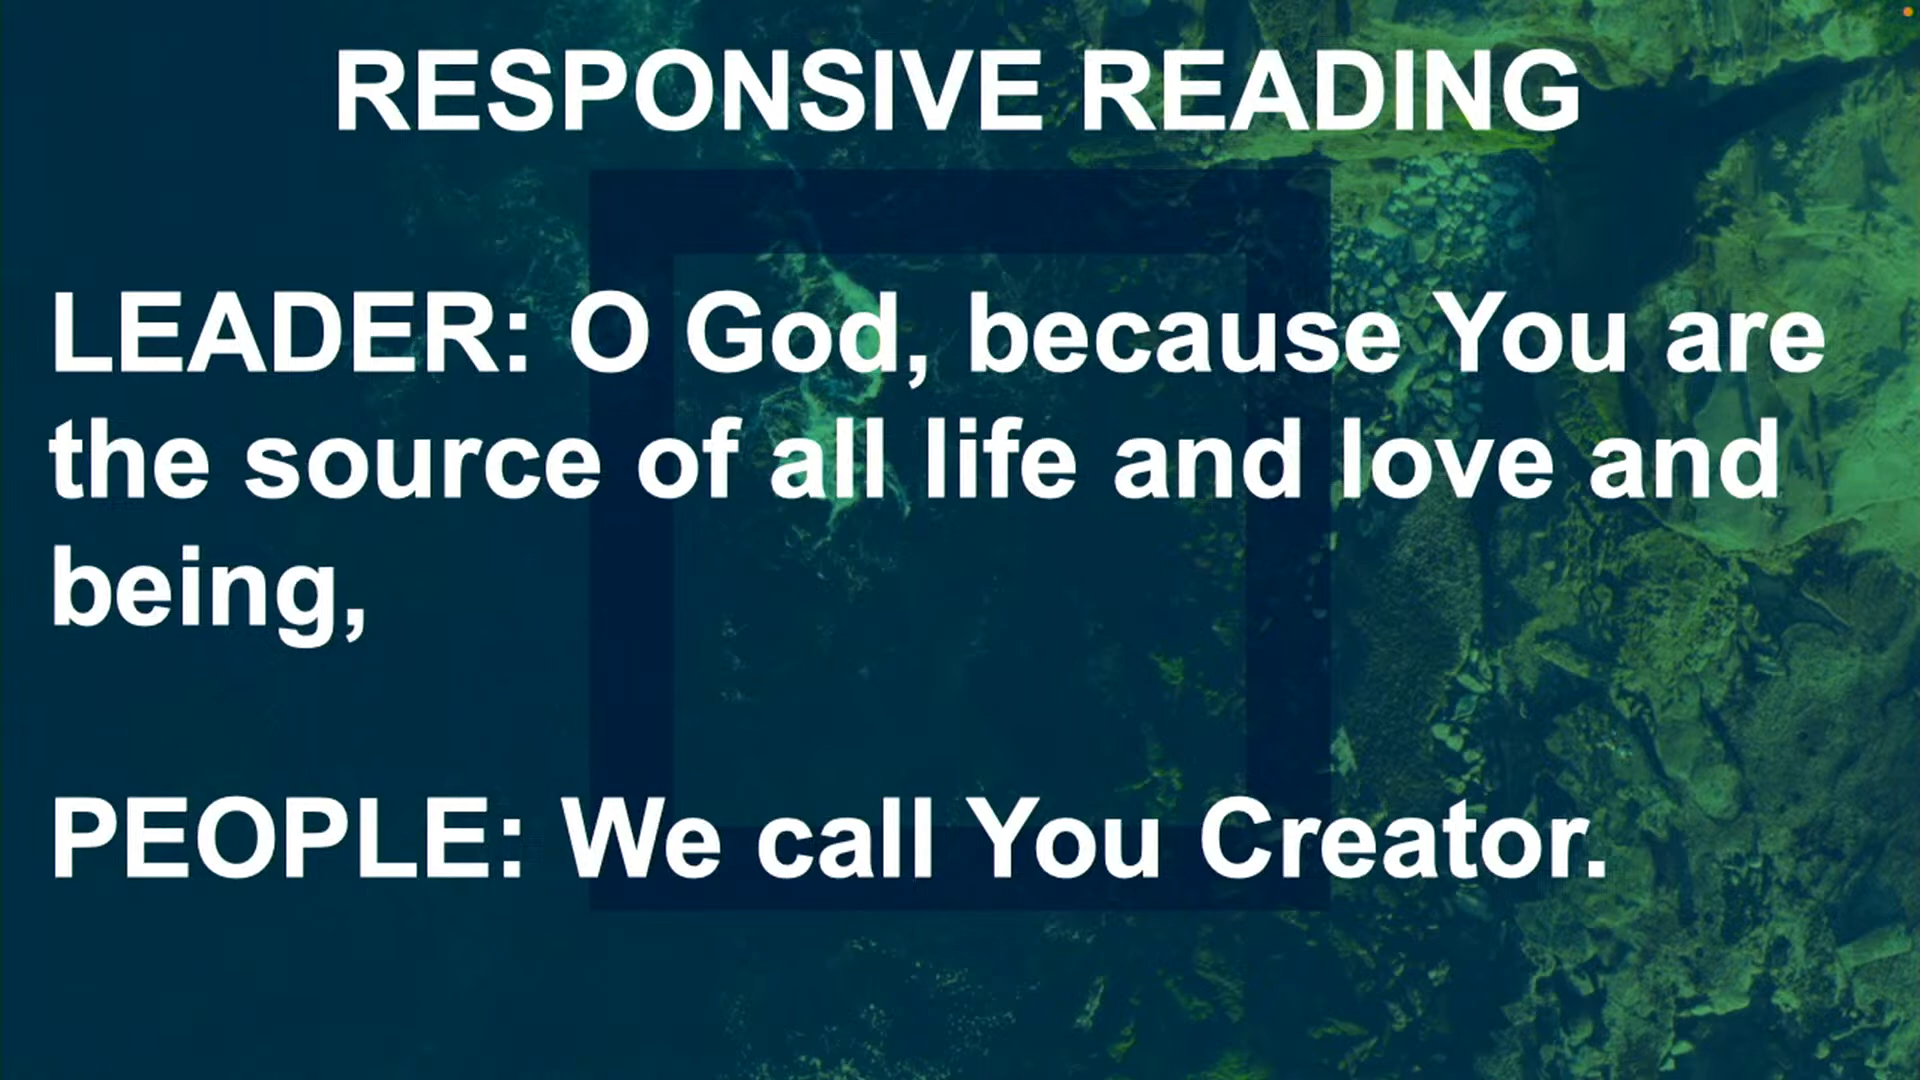 RESPONSIVE READING
LEADER: O God, because You are
the source of all life and love and
being,
PEOPLE: We call You Creator.